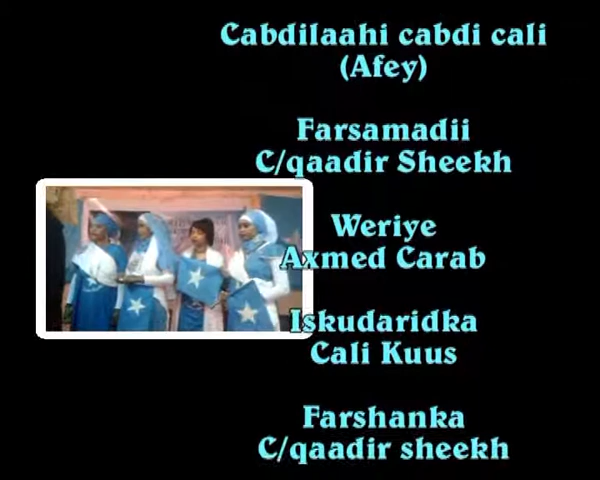 Cabdilaahi cabdi cali
(Afey)
Farsamadii
C/qaadir Sheekh
Weriye
Axmed Carab
Iskudaridka
Cali Kuus
Farshanka
C/qaadir sheekh